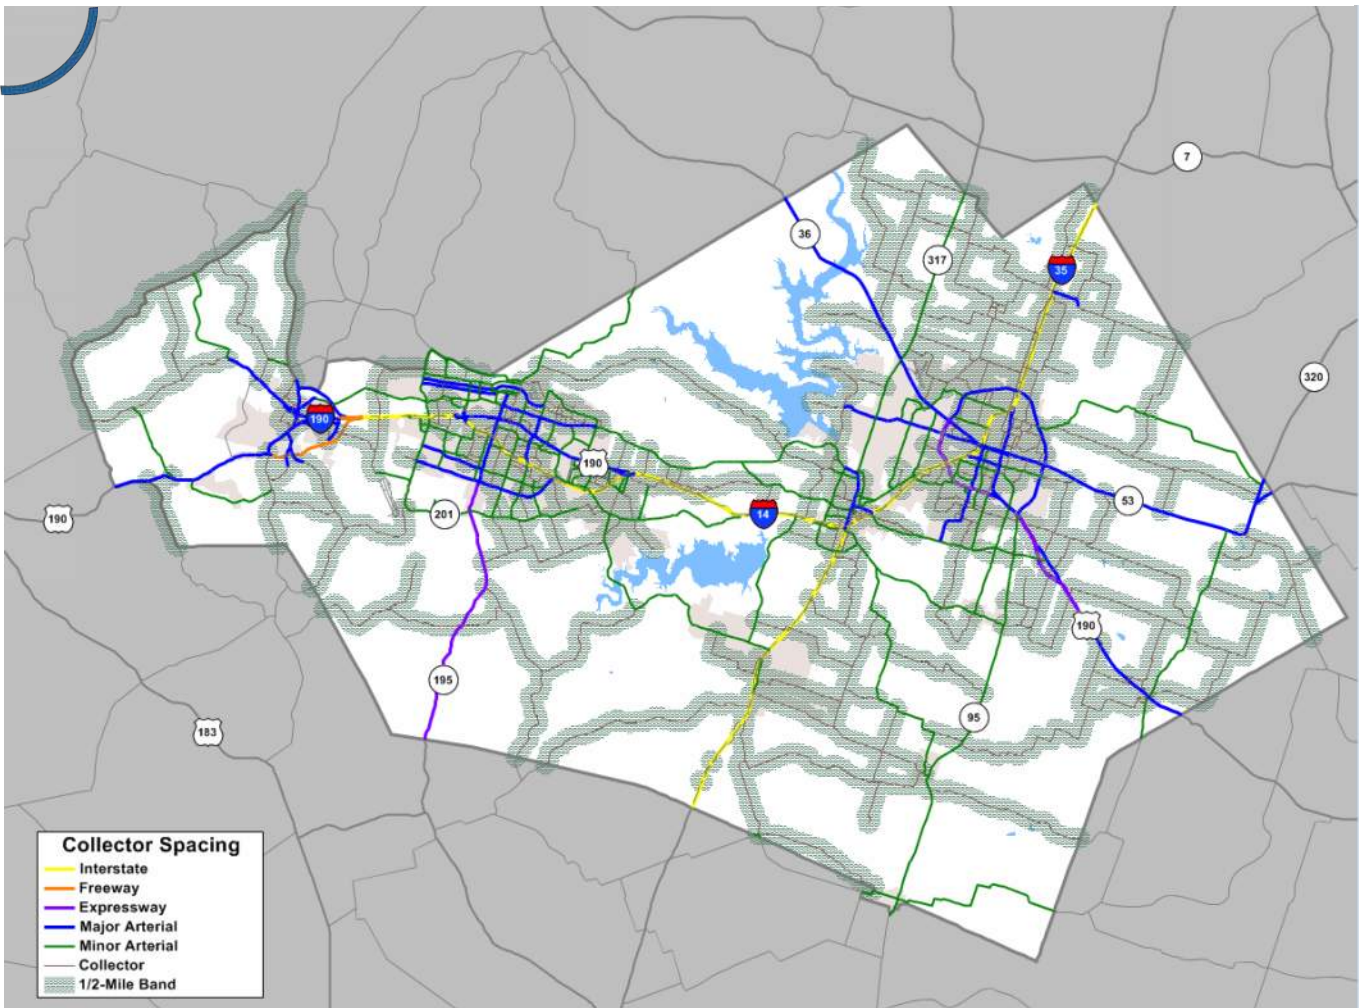 7
36
317
35
320
190
190
190
53
201
14
190
195
95
183
Collector Spacing
Interstate
Freeway
Expressway
Major Arterial
Minor Arterial
Collector
1/2-Mile Band